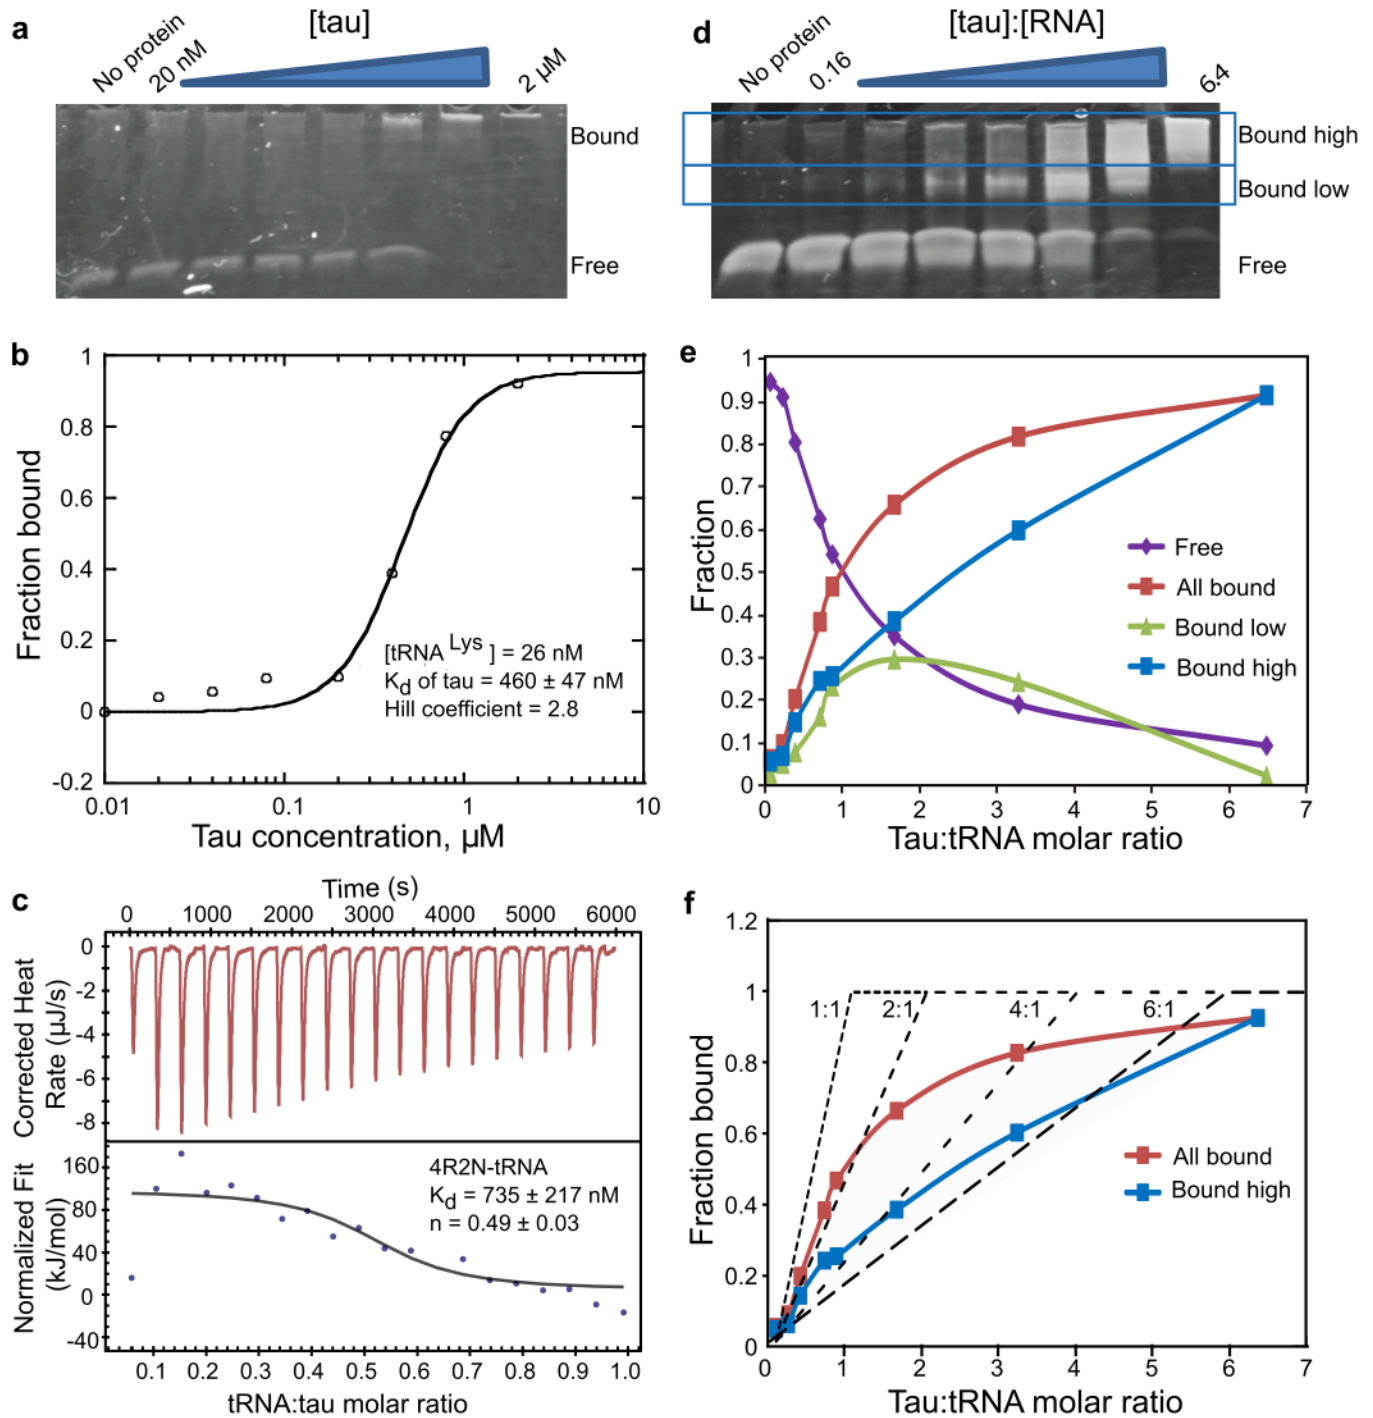 a
[tau]
No protein
20 nM
2 µM
Bound
Free
b
Fraction bound
1
0.8
0.6
0.4
0.2
0
-0.2
0.01
0.1
1
10
[tRNA Lys ] = 26 nM
Kd of tau = 460 ± 47 nM
Hill coefficient = 2.8
Tau concentration, µM
c
Time (s)
0 1000 2000 3000 4000 5000 6000
Corrected Heat
Rate (µJ/s)
0
-2
-4
-6
-8
Normalized Fit
(kJ/mol)
160
80
40
0
-40
4R2N-tRNA
Kd = 735 ± 217 nM
n = 0.49 ± 0.03
0.1 0.2 0.3 0.4 0.5 0.6 0.7 0.8 0.9 1.0
tRNA:tau molar ratio
d
[tau]:[RNA]
No protein
0.16
6.4
Bound high
Bound low
Free
e
Fraction
1
0.9
0.8
0.7
0.6
0.5
0.4
0.3
0.2
0.1
0
Free
All bound
Bound low
Bound high
0 1 2 3 4 5 6 7
Tau:tRNA molar ratio
f
Fraction bound
1.2
1
0.8
0.6
0.4
0.2
0
1:1
2:1
4:1
6:1
All bound
Bound high
0 1 2 3 4 5 6 7
Tau:tRNA molar ratio